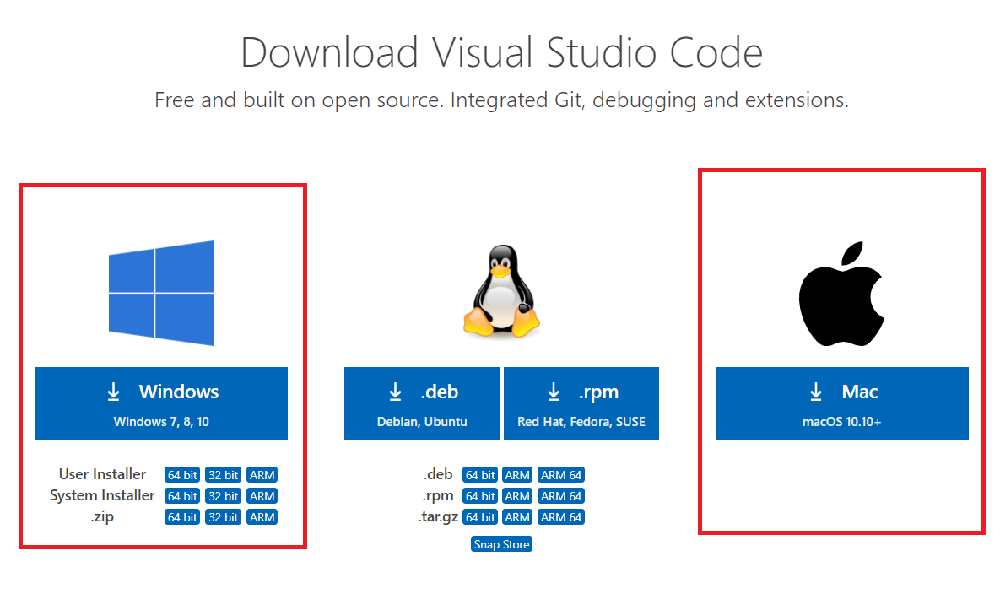 Download Visual Studio Code
Free and built on open source. Integrated Git, debugging and extensions.
Windows
Windows 7, 8, 10
User Installer 64 bit 32 bit ARM
System Installer 64 bit 32 bit ARM
.zip 64 bit 32 bit ARM
.deb
Debian, Ubuntu
.rpm
Red Hat, Fedora, SUSE
.deb 64 bit ARM ARM 64
.rpm 64 bit ARM ARM 64
.tar.gz 64 bit ARM ARM 64
Snap Store
Mac
macOS 10.10+